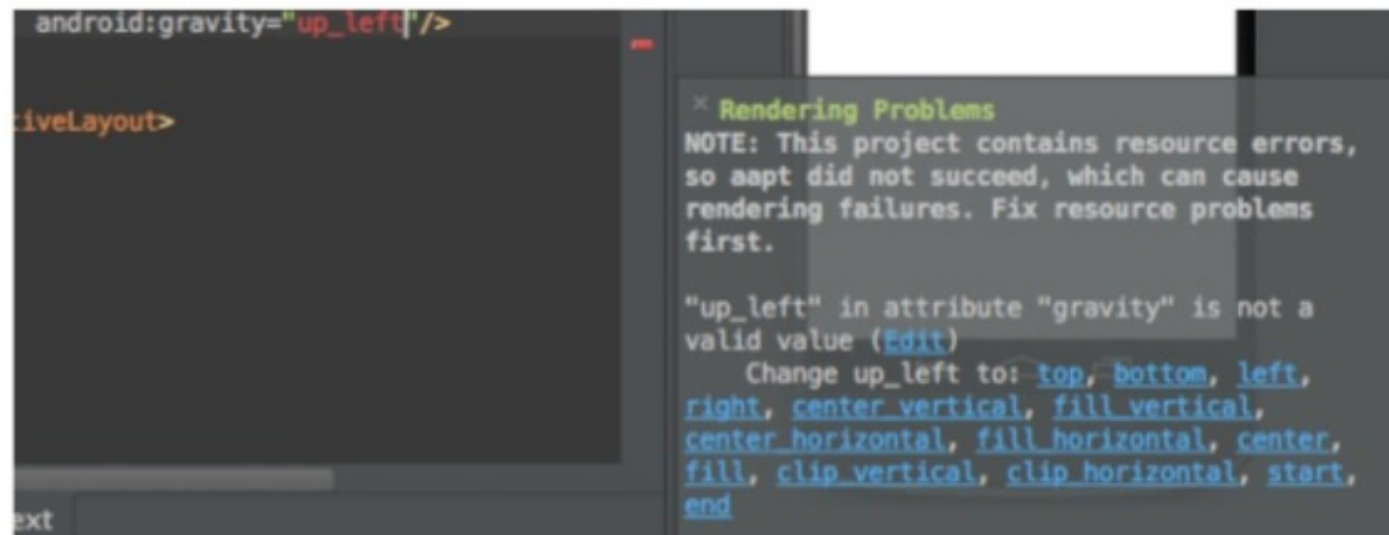 android:gravity="up_left"/>
tiveLayout>
ext
× Rendering Problems
NOTE: This project contains resource errors,
so aapt did not succeed, which can cause
rendering failures. Fix resource problems
first.
"up_left" in attribute "gravity" is not a
valid value (Edit)
Change up_left to: top, bottom, left,
right, center_vertical, fill_vertical,
center_horizontal, fill_horizontal, center,
fill, clip_vertical, clip_horizontal, start,
end